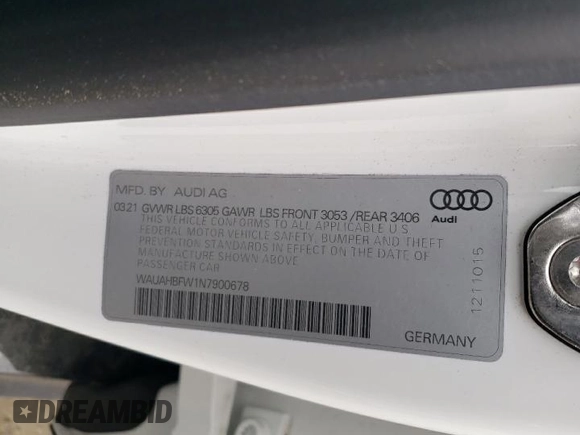 MFD. BY AUDI AG
03.21 GVWR LBS 6305 GAWR LBS FRONT 3053 / REAR 3406
THIS VEHICLE CONFORMS TO ALL APPLICABLE U.S
FEDERAL MOTOR VEHICLE SAFETY, BUMPER AND THEFT
PREVENTION STANDARDS IN EFFECT ON THE DATE OF
MANUFACTURE SHOWN ABOVE
PASSENGER CAR
WAUAHBFW1N7900678
Audi
1211015
GERMANY
DREAMBID